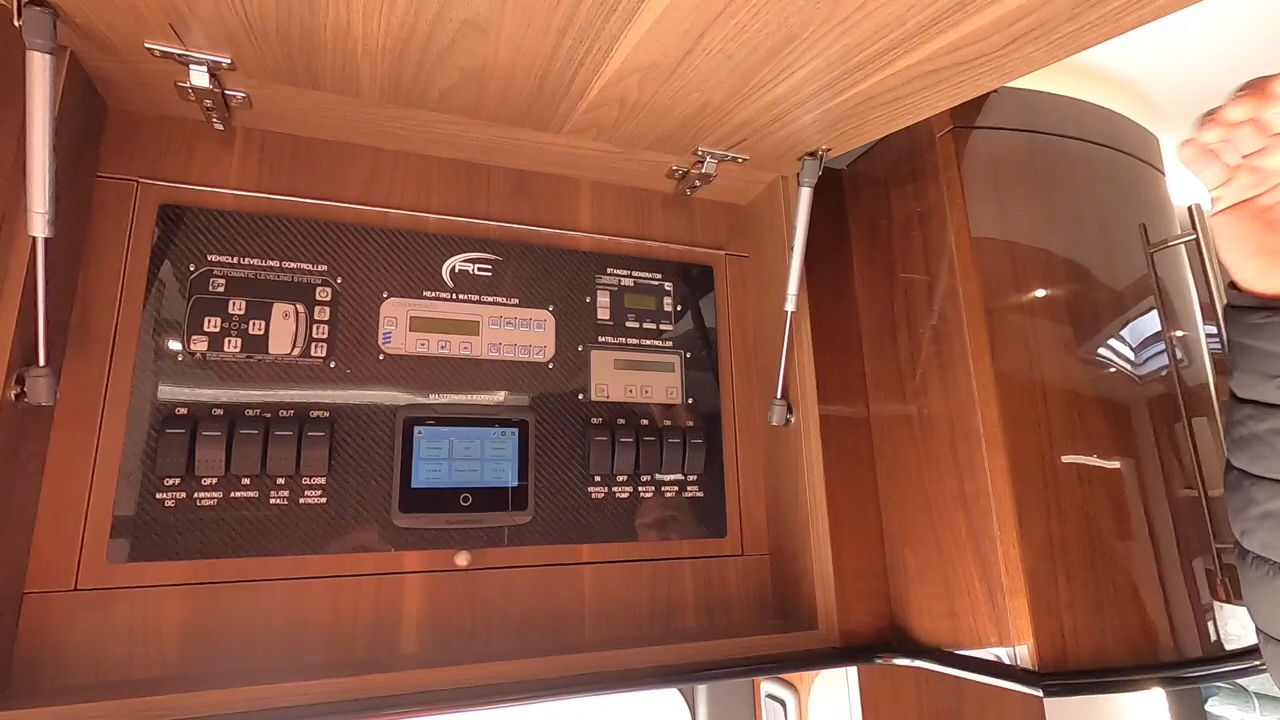 VEHICLE LEVELLING CONTROLLER
AUTOMATIC LEVELING SYSTEM
RC
HEATING & WATER CONTROLLER
STANDBY GENERATOR
SATELLITE DISH CONTROLLER
ON ON OUT OUT OPEN
OFF OFF IN IN CLOSE
MASTER DC
AWNING LIGHT
AWNING
SLIDE WALL
ROOF WINDOW
OUT ON ON ON ON
IN OFF OFF OFF OFF
VEHICLE STEP
HEATING PUMP
WATER PUMP
AIRCON UNIT
MISC LIGHTING